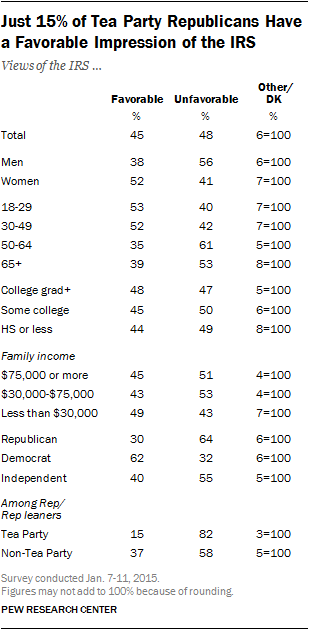 Just 15% of Tea Party Republicans Have
a Favorable Impression of the IRS
Views of the IRS ...
Favorable Unfavorable Other/
DK
% % %
Total 45 48 6=100
Men 38 56 6=100
Women 52 41 7=100
18-29 53 40 7=100
30-49 52 42 7=100
50-64 35 61 5=100
65+ 39 53 8=100
College grad+ 48 47 5=100
Some college 45 50 6=100
HS or less 44 49 8=100
Family income
$75,000 or more 45 51 4=100
$30,000-$75,000 43 53 4=100
Less than $30,000 49 43 7=100
Republican 30 64 6=100
Democrat 62 32 6=100
Independent 40 55 5=100
Among Rep/
Rep leaners
Tea Party 15 82 3=100
Non-Tea Party 37 58 5=100
Survey conducted Jan. 7-11, 2015.
Figures may not add to 100% because of rounding.
PEW RESEARCH CENTER